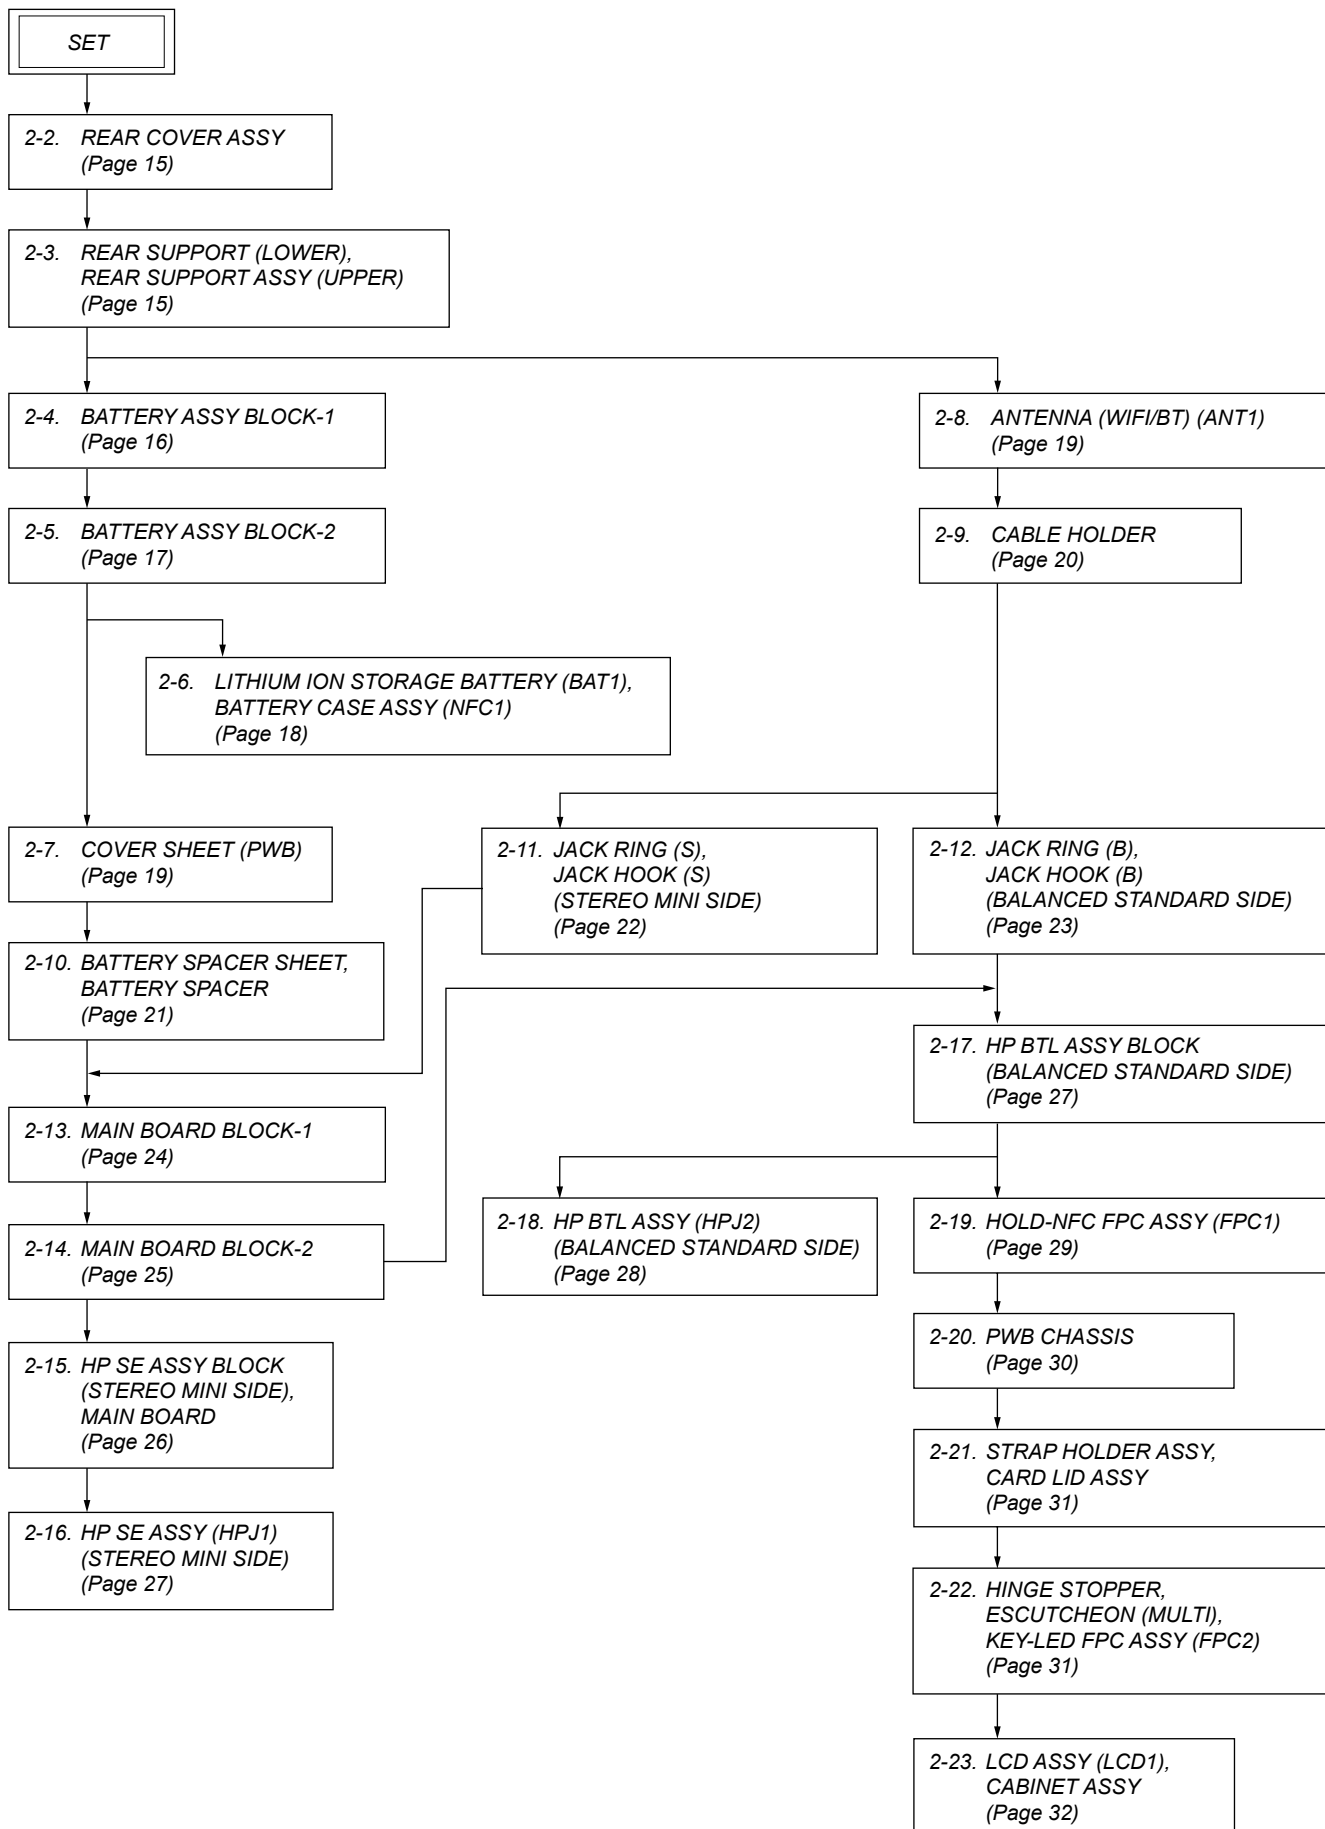 SET
2-2. REAR COVER ASSY
(Page 15)
2-3. REAR SUPPORT (LOWER),
REAR SUPPORT ASSY (UPPER)
(Page 15)
2-4. BATTERY ASSY BLOCK-1
(Page 16)
2-8. ANTENNA (WIFI/BT) (ANT1)
(Page 19)
2-5. BATTERY ASSY BLOCK-2
(Page 17)
2-9. CABLE HOLDER
(Page 20)
2-6. LITHIUM ION STORAGE BATTERY (BAT1),
BATTERY CASE ASSY (NFC1)
(Page 18)
2-7. COVER SHEET (PWB)
(Page 19)
2-11. JACK RING (S),
JACK HOOK (S)
(STEREO MINI SIDE)
(Page 22)
2-12. JACK RING (B),
JACK HOOK (B)
(BALANCED STANDARD SIDE)
(Page 23)
2-10. BATTERY SPACER SHEET,
BATTERY SPACER
(Page 21)
2-17. HP BTL ASSY BLOCK
(BALANCED STANDARD SIDE)
(Page 27)
2-13. MAIN BOARD BLOCK-1
(Page 24)
2-18. HP BTL ASSY (HPJ2)
(BALANCED STANDARD SIDE)
(Page 28)
2-19. HOLD-NFC FPC ASSY (FPC1)
(Page 29)
2-14. MAIN BOARD BLOCK-2
(Page 25)
2-20. PWB CHASSIS
(Page 30)
2-15. HP SE ASSY BLOCK
(STEREO MINI SIDE),
MAIN BOARD
(Page 26)
2-21. STRAP HOLDER ASSY,
CARD LID ASSY
(Page 31)
2-16. HP SE ASSY (HPJ1)
(STEREO MINI SIDE)
(Page 27)
2-22. HINGE STOPPER,
ESCUTCHEON (MULTI),
KEY-LED FPC ASSY (FPC2)
(Page 31)
2-23. LCD ASSY (LCD1),
CABINET ASSY
(Page 32)